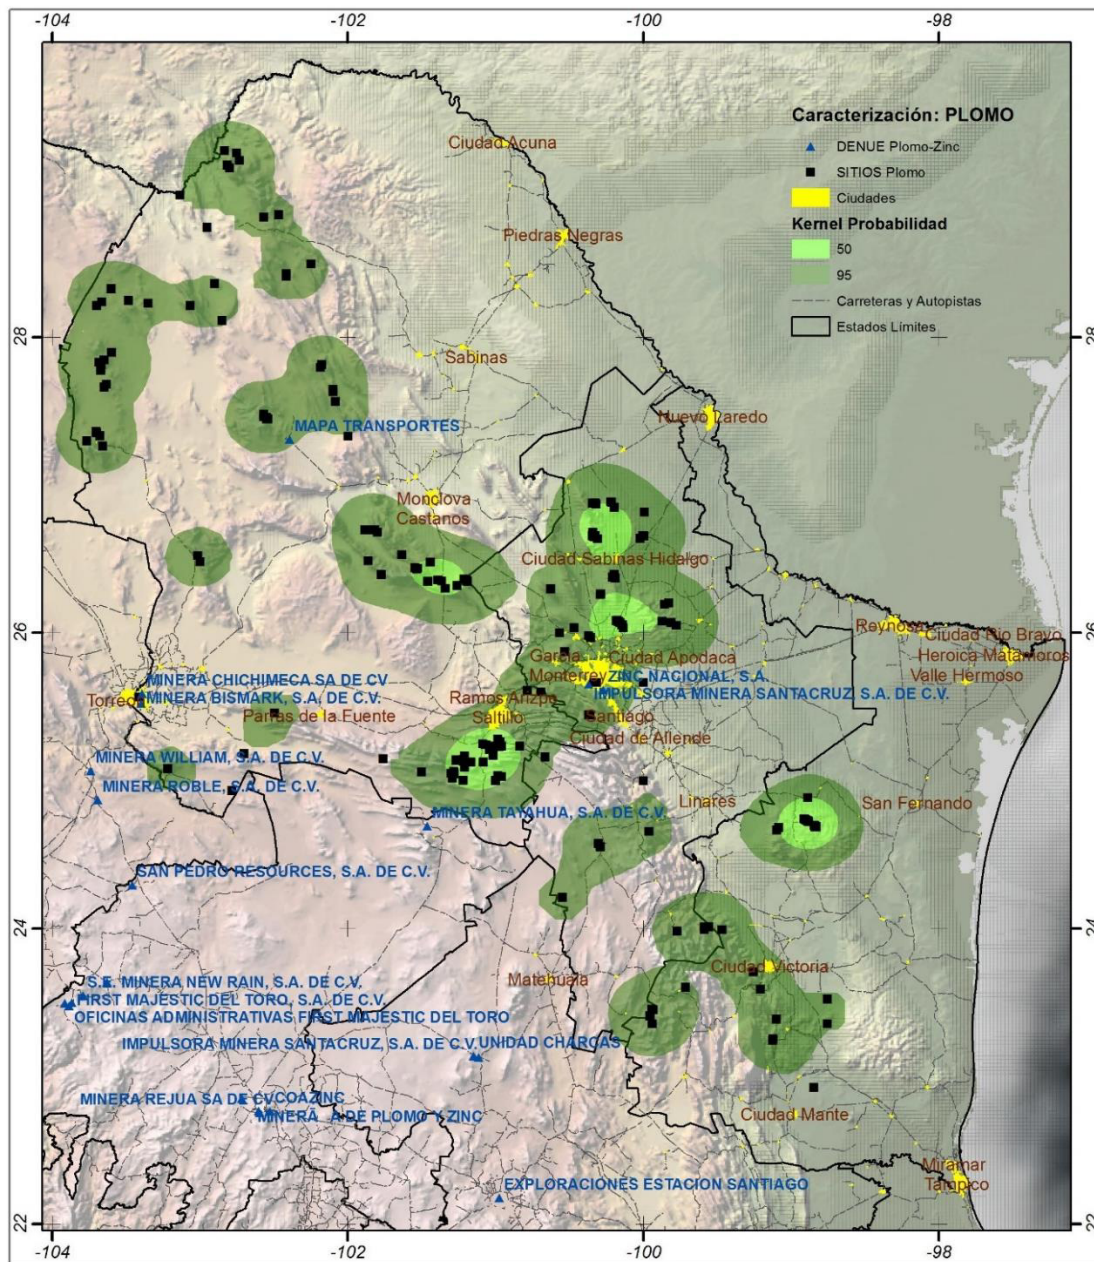 -104 -102 -100 -98
Caracterización: PLOMO
DENUE Plomo-Zinc
SITIOS Plomo
Ciudades
Kernel Probabilidad
50
95
Carreteras y Autopistas
Estados Límites
Ciudad Acuna
Piedras Negras
28 28
Sabinas
Nuevo Laredo
MAPA TRANSPORTES
Monclova
Castanos
Ciudad Sabinas Hidalgo
26 26
Reynosa
Ciudad Rio Bravo
Garcia
Ciudad Apodaca
Heroica Matamoros
Monterrey
ZINC NACIONAL, S.A.
Valle Hermoso
MINERA CHICHIMECA SA DE CV
IMPULSORA MINERA SANTACRUZ, S.A. DE C.V.
Torreo
MINERA BISMARK, S.A. DE C.V.
Ramos Arizpe
Parras de la Fuente
Saltillo
Santiago
Ciudad de Allende
MINERA WILLIAM, S.A. DE C.V.
MINERA ROBLE, S.A. DE C.V.
Linares
San Fernando
MINERA TAYAHUA, S.A. DE C.V.
SAN PEDRO RESOURCES, S.A. DE C.V.
24 24
Ciudad Victoria
Matehuala
S.E. MINERA NEW RAIN, S.A. DE C.V.
FIRST MAJESTIC DEL TORO, S.A. DE C.V.
OFICINAS ADMINISTRATIVAS FIRST MAJESTIC DEL TORO
IMPULSORA MINERA SANTACRUZ, S.A. DE C.V.
UNIDAD CHARCAS
MINERA REJUA SA DE CV
COAZINC
MINERÃ A DE PLOMO Y ZINC
Ciudad Mante
Miramar
Tampico
EXPLORACIONES ESTACION SANTIAGO
22 22
-104 -102 -100 -98